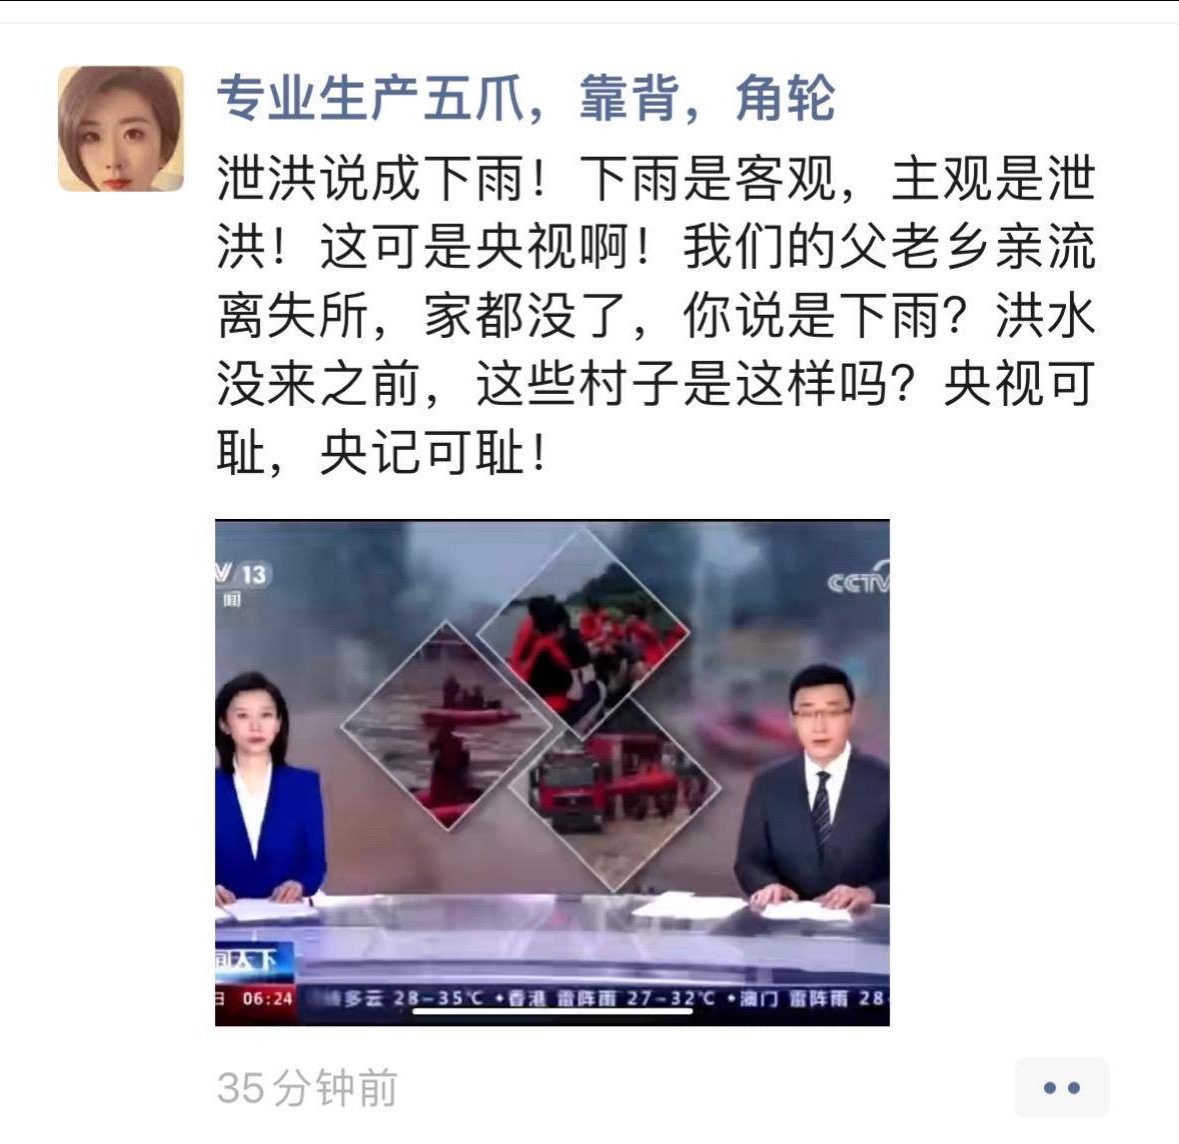 专业生产五爪，靠背，角轮
泄洪说成下雨！下雨是客观，主观是泄
洪！这可是央视啊！我们的父老乡亲流
离失所，家都没了，你说是下雨？洪水
没来之前，这些村子是这样吗？央视可
耻，央记可耻！
13
闻
CCTV
闻天下
日 06:24
多云 28-35℃ •香港 雷阵雨 27-32℃ •澳门 雷阵雨 28
35分钟前